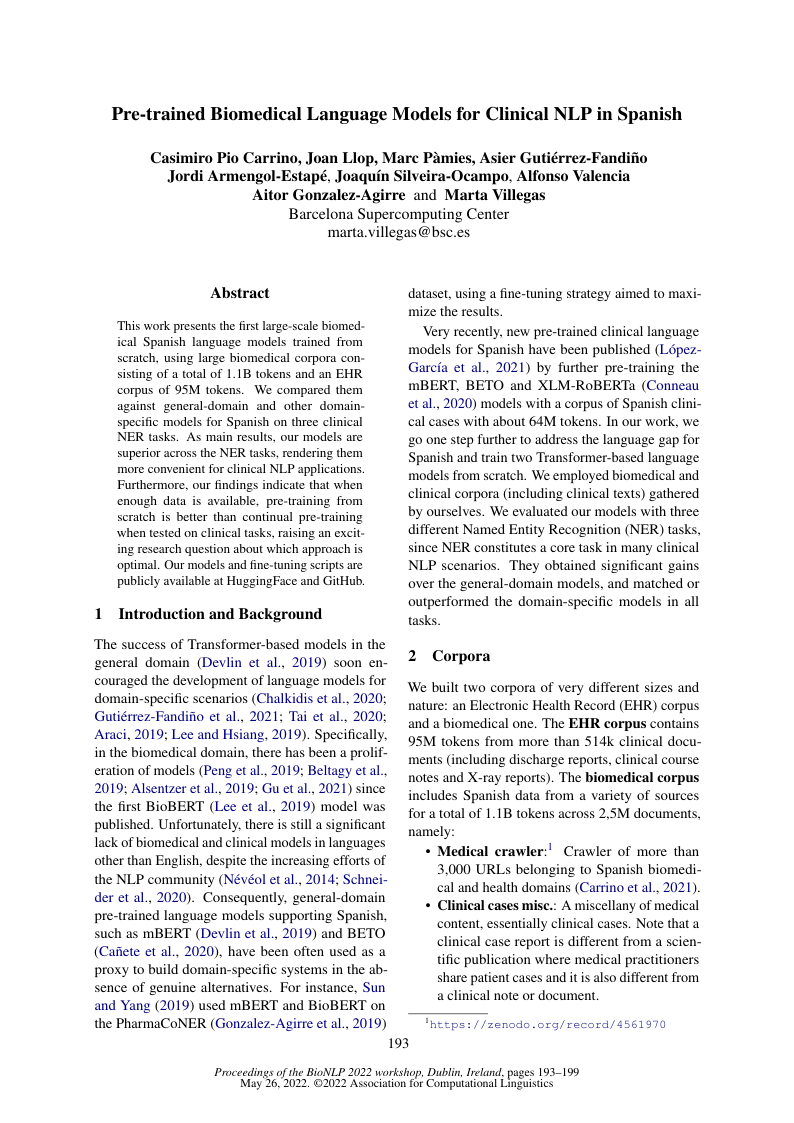 Pre-trained Biomedical Language Models for Clinical NLP in Spanish
Casimiro Pio Carrino, Joan Llop, Marc Pàmies, Asier Gutiérrez-Fandiño
Jordi Armengol-Estapé, Joaquín Silveira-Ocampo, Alfonso Valencia
Aitor Gonzalez-Agirre and Marta Villegas
Barcelona Supercomputing Center
marta.villegas@bsc.es
Abstract
This work presents the first large-scale biomed-
ical Spanish language models trained from
scratch, using large biomedical corpora con-
sisting of a total of 1.1B tokens and an EHR
corpus of 95M tokens. We compared them
against general-domain and other domain-
specific models for Spanish on three clinical
NER tasks. As main results, our models are
superior across the NER tasks, rendering them
more convenient for clinical NLP applications.
Furthermore, our findings indicate that when
enough data is available, pre-training from
scratch is better than continual pre-training
when tested on clinical tasks, raising an excit-
ing research question about which approach is
optimal. Our models and fine-tuning scripts are
publicly available at HuggingFace and GitHub.
1 Introduction and Background
The success of Transformer-based models in the
general domain (Devlin et al., 2019) soon en-
couraged the development of language models for
domain-specific scenarios (Chalkidis et al., 2020;
Gutiérrez-Fandiño et al., 2021; Tai et al., 2020;
Araci, 2019; Lee and Hsiang, 2019). Specifically,
in the biomedical domain, there has been a prolif-
eration of models (Peng et al., 2019; Beltagy et al.,
2019; Alsentzer et al., 2019; Gu et al., 2021) since
the first BioBERT (Lee et al., 2019) model was
published. Unfortunately, there is still a significant
lack of biomedical and clinical models in languages
other than English, despite the increasing efforts of
the NLP community (Névéol et al., 2014; Schnei-
der et al., 2020). Consequently, general-domain
pre-trained language models supporting Spanish,
such as mBERT (Devlin et al., 2019) and BETO
(Cañete et al., 2020), have been often used as a
proxy to build domain-specific systems in the ab-
sence of genuine alternatives. For instance, Sun
and Yang (2019) used mBERT and BioBERT on
the PharmaCoNER (Gonzalez-Agirre et al., 2019)
dataset, using a fine-tuning strategy aimed to maxi-
mize the results.
Very recently, new pre-trained clinical language
models for Spanish have been published (López-
García et al., 2021) by further pre-training the
mBERT, BETO and XLM-RoBERTa (Conneau
et al., 2020) models with a corpus of Spanish clini-
cal cases with about 64M tokens. In our work, we
go one step further to address the language gap for
Spanish and train two Transformer-based language
models from scratch. We employed biomedical and
clinical corpora (including clinical texts) gathered
by ourselves. We evaluated our models with three
different Named Entity Recognition (NER) tasks,
since NER constitutes a core task in many clinical
NLP scenarios. They obtained significant gains
over the general-domain models, and matched or
outperformed the domain-specific models in all
tasks.
2 Corpora
We built two corpora of very different sizes and
nature: an Electronic Health Record (EHR) corpus
and a biomedical one. The EHR corpus contains
95M tokens from more than 514k clinical docu-
ments (including discharge reports, clinical course
notes and X-ray reports). The biomedical corpus
includes Spanish data from a variety of sources
for a total of 1.1B tokens across 2,5M documents,
namely:
• Medical crawler:1 Crawler of more than
3,000 URLs belonging to Spanish biomedi-
cal and health domains (Carrino et al., 2021).
• Clinical cases misc.: A miscellany of medical
content, essentially clinical cases. Note that a
clinical case report is different from a scien-
tific publication where medical practitioners
share patient cases and it is also different from
a clinical note or document.
1https://zenodo.org/record/4561970
193
Proceedings of the BioNLP 2022 workshop, Dublin, Ireland, pages 193–199
May 26, 2022. ©2022 Association for Computational Linguistics